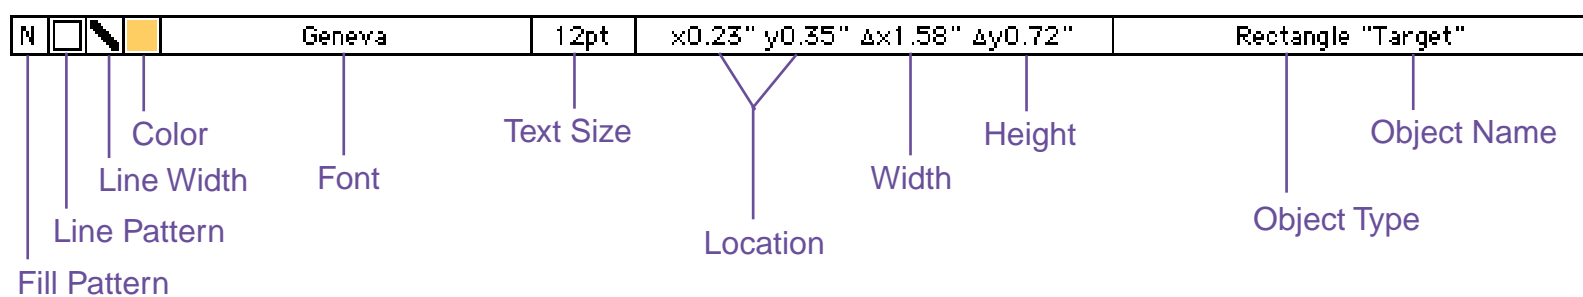 N Geneva 12pt x0.23" y0.35" Δx1.58" Δy0.72" Rectangle "Target"
Color
Text Size
Height
Object Name
Line Width
Font
Width
Line Pattern
Location
Object Type
Fill Pattern